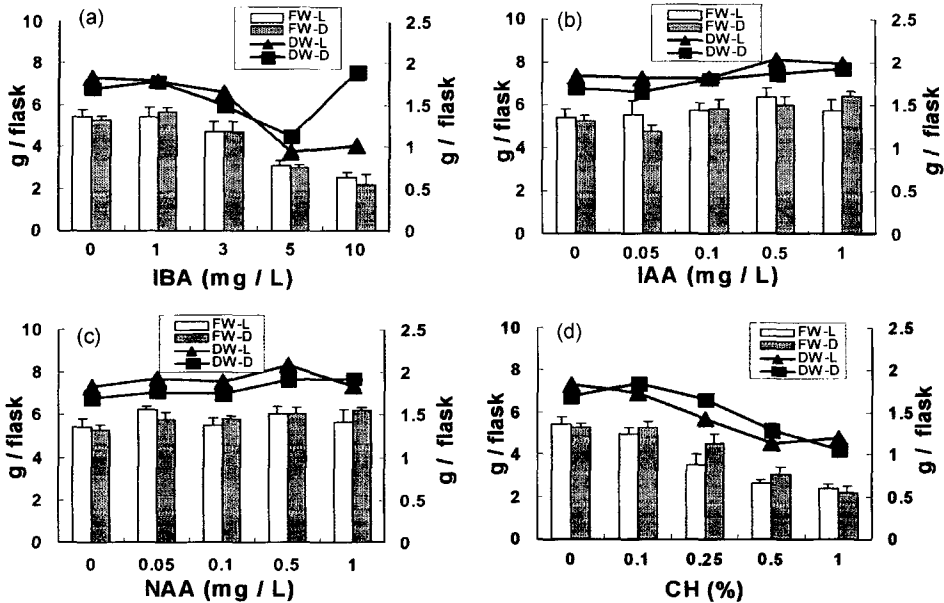 (a)
FW-L
FW-D
DW-L
DW-D
10
8
6
4
2
0
g / flask
2.5
2
1.5
1
0.5
0
g / flask
0 1 3 5 10
IBA (mg / L)
(b)
FW-L
FW-D
DW-L
DW-D
10
8
6
4
2
0
g / flask
2.5
2
1.5
1
0.5
0
g / flask
0 0.05 0.1 0.5 1
IAA (mg / L)
(c)
FW-L
FW-D
DW-L
DW-D
10
8
6
4
2
0
g / flask
2.5
2
1.5
1
0.5
0
g / flask
0 0.05 0.1 0.5 1
NAA (mg / L)
(d)
FW-L
FW-D
DW-L
DW-D
10
8
6
4
2
0
g / flask
2.5
2
1.5
1
0.5
0
g / flask
0 0.1 0.25 0.5 1
CH (%)